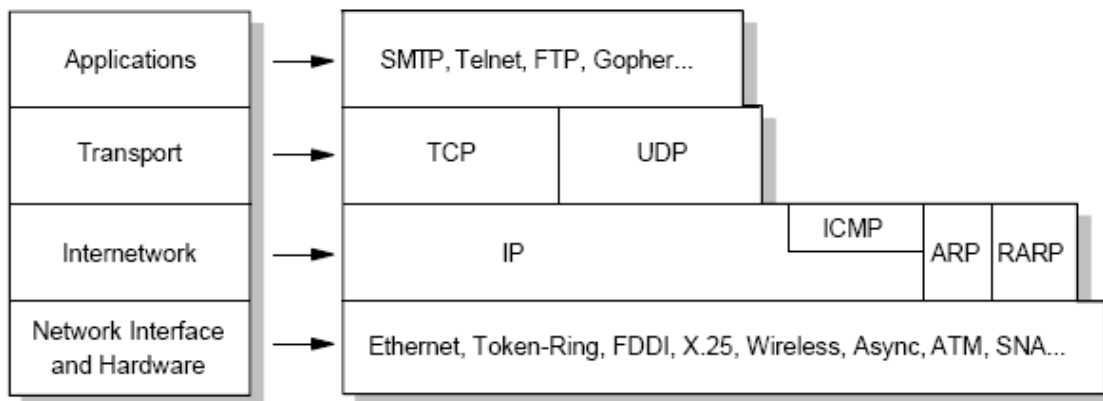 Applications
SMTP, Telnet, FTP, Gopher...
Transport
TCP
UDP
Internetwork
IP
ICMP
ARP
RARP
Network Interface
and Hardware
Ethernet, Token-Ring, FDDI, X.25, Wireless, Async, ATM, SNA...